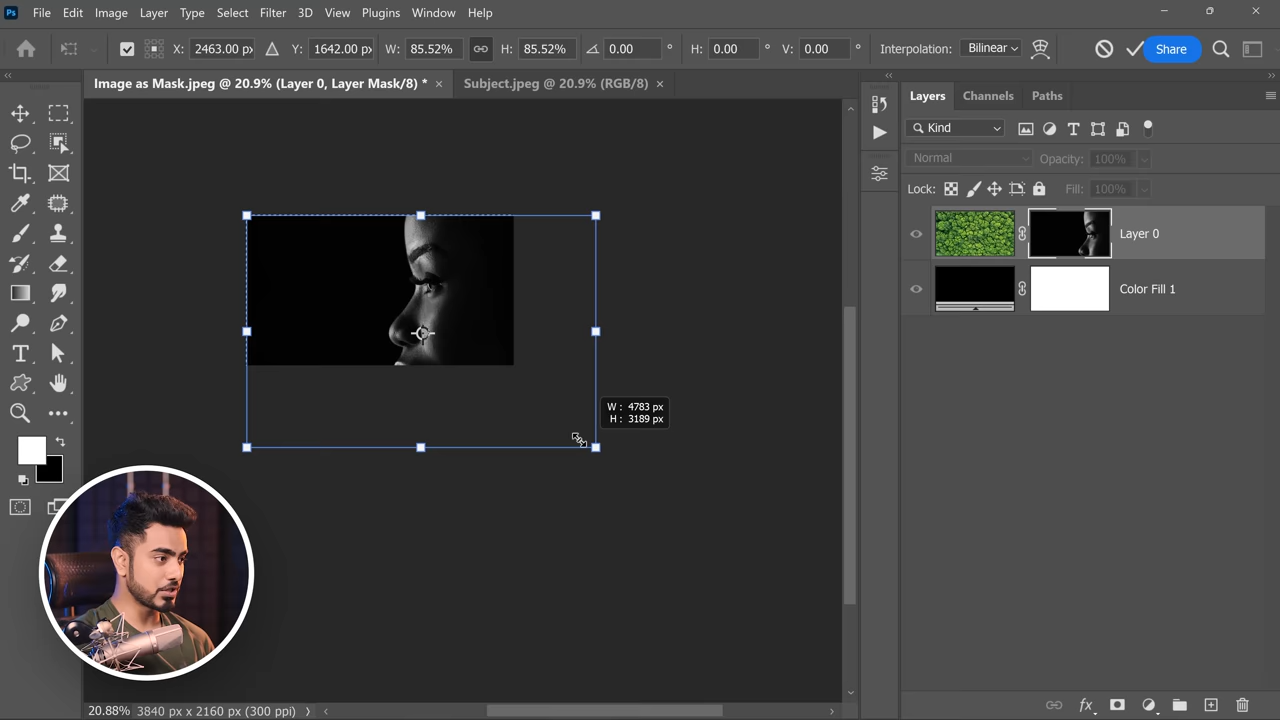 Ps File Edit Image Layer Type Select Filter 3D View Plugins Window Help
X: 2463.00 px Y: 1642.00 px W: 85.52% H: 85.52% 0.00 ° H: 0.00 ° V: 0.00 ° Interpolation: Bilinear Share
Image as Mask.jpeg @ 20.9% (Layer 0, Layer Mask/8) * × Subject.jpeg @ 20.9% (RGB/8) ×
Layers Channels Paths
Kind
Normal Opacity: 100%
Lock: Fill: 100%
Layer 0
Color Fill 1
W : 4783 px
H : 3189 px
20.88% 3840 px x 2160 px (300 ppi)